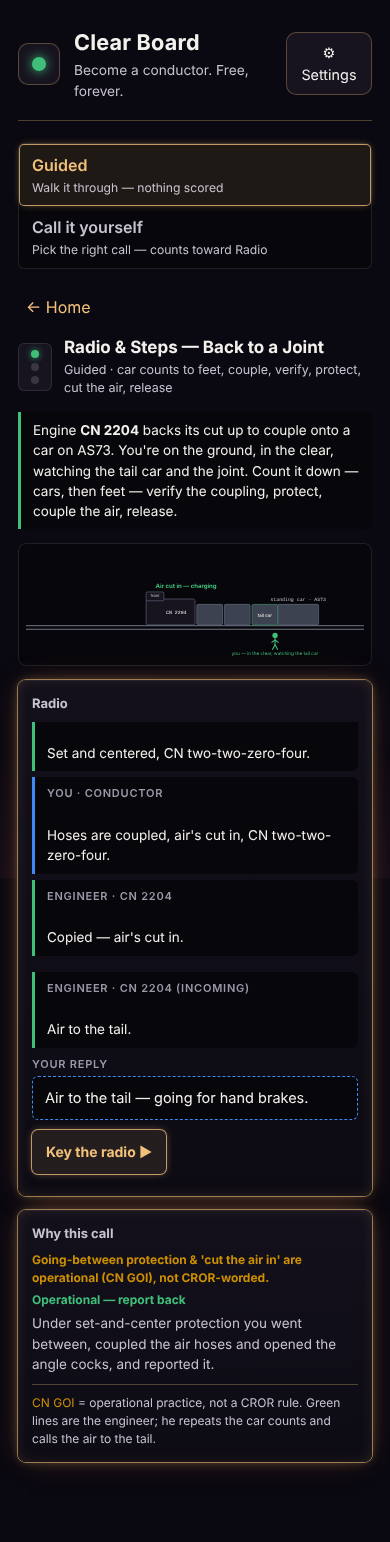 Clear Board
Become a conductor. Free,
forever.
⚙
Settings
Guided
Walk it through — nothing scored
Call it yourself
Pick the right call — counts toward Radio
← Home
Radio & Steps — Back to a Joint
Guided · car counts to feet, couple, verify, protect,
cut the air, release
Engine CN 2204 backs its cut up to couple onto a
car on AS73. You're on the ground, in the clear,
watching the tail car and the joint. Count it down —
cars, then feet — verify the coupling, protect,
couple the air, release.
Air cut in — charging
CN 2204
tail car
standing car · AS73
you — in the clear, watching the tail car
Radio
Set and centered, CN two-two-zero-four.
YOU · CONDUCTOR
Hoses are coupled, air's cut in, CN two-two-
zero-four.
ENGINEER · CN 2204
Copied — air's cut in.
ENGINEER · CN 2204 (INCOMING)
Air to the tail.
YOUR REPLY
Air to the tail — going for hand brakes.
Key the radio ▶
Why this call
Going-between protection & 'cut the air in' are
operational (CN GOI), not CROR-worded.
Operational — report back
Under set-and-center protection you went
between, coupled the air hoses and opened the
angle cocks, and reported it.
CN GOI = operational practice, not a CROR rule. Green
lines are the engineer; he repeats the car counts and
calls the air to the tail.